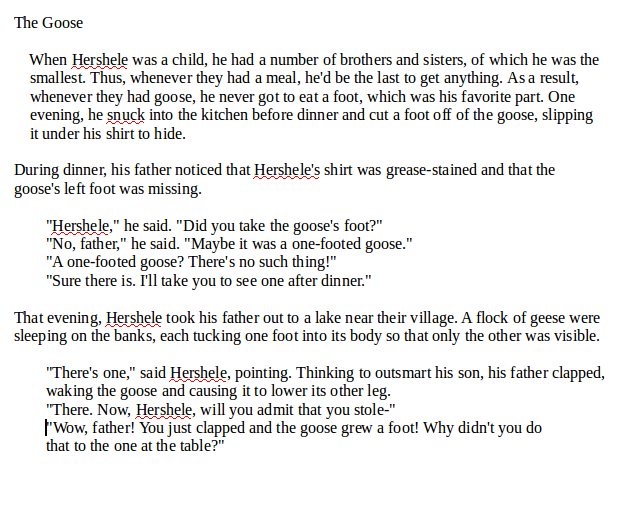 The Goose
When Hershele was a child, he had a number of brothers and sisters, of which he was the
smallest. Thus, whenever they had a meal, he'd be the last to get anything. As a result,
whenever they had goose, he never got to eat a foot, which was his favorite part. One
evening, he snuck into the kitchen before dinner and cut a foot off of the goose, slipping
it under his shirt to hide.
During dinner, his father noticed that Hershele's shirt was grease-stained and that the
goose's left foot was missing.
"Hershele," he said. "Did you take the goose's foot?"
"No, father," he said. "Maybe it was a one-footed goose."
"A one-footed goose? There's no such thing!"
"Sure there is. I'll take you to see one after dinner."
That evening, Hershele took his father out to a lake near their village. A flock of geese were
sleeping on the banks, each tucking one foot into its body so that only the other was visible.
"There's one," said Hershele, pointing. Thinking to outsmart his son, his father clapped,
waking the goose and causing it to lower its other leg.
"There. Now, Hershele, will you admit that you stole-"
"Wow, father! You just clapped and the goose grew a foot! Why didn't you do
that to the one at the table?"